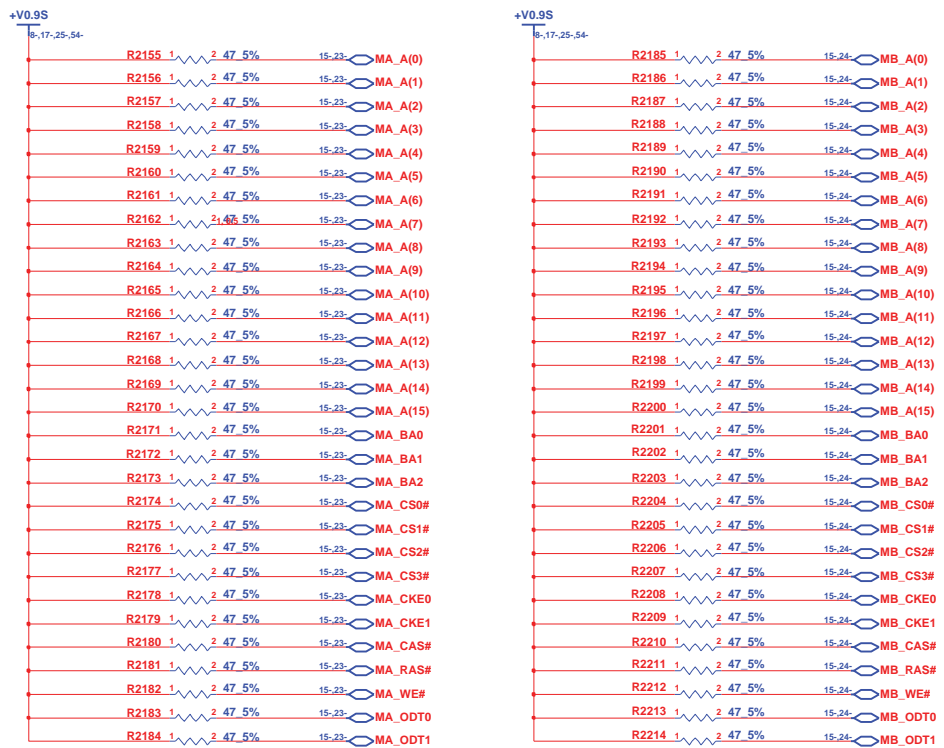 +V0.9S
8-,17-,25-,54-
R2155 1 2 47_5% 15-,23- MA_A(0)
R2156 1 2 47_5% 15-,23- MA_A(1)
R2157 1 2 47_5% 15-,23- MA_A(2)
R2158 1 2 47_5% 15-,23- MA_A(3)
R2159 1 2 47_5% 15-,23- MA_A(4)
R2160 1 2 47_5% 15-,23- MA_A(5)
R2161 1 2 47_5% 15-,23- MA_A(6)
R2162 1 2 47_5% 15-,23- MA_A(7)
R2163 1 2 47_5% 15-,23- MA_A(8)
R2164 1 2 47_5% 15-,23- MA_A(9)
R2165 1 2 47_5% 15-,23- MA_A(10)
R2166 1 2 47_5% 15-,23- MA_A(11)
R2167 1 2 47_5% 15-,23- MA_A(12)
R2168 1 2 47_5% 15-,23- MA_A(13)
R2169 1 2 47_5% 15-,23- MA_A(14)
R2170 1 2 47_5% 15-,23- MA_A(15)
R2171 1 2 47_5% 15-,23- MA_BA0
R2172 1 2 47_5% 15-,23- MA_BA1
R2173 1 2 47_5% 15-,23- MA_BA2
R2174 1 2 47_5% 15-,23- MA_CS0#
R2175 1 2 47_5% 15-,23- MA_CS1#
R2176 1 2 47_5% 15-,23- MA_CS2#
R2177 1 2 47_5% 15-,23- MA_CS3#
R2178 1 2 47_5% 15-,23- MA_CKE0
R2179 1 2 47_5% 15-,23- MA_CKE1
R2180 1 2 47_5% 15-,23- MA_CAS#
R2181 1 2 47_5% 15-,23- MA_RAS#
R2182 1 2 47_5% 15-,23- MA_WE#
R2183 1 2 47_5% 15-,23- MA_ODT0
R2184 1 2 47_5% 15-,23- MA_ODT1
+V0.9S
8-,17-,25-,54-
R2185 1 2 47_5% 15-,24- MB_A(0)
R2186 1 2 47_5% 15-,24- MB_A(1)
R2187 1 2 47_5% 15-,24- MB_A(2)
R2188 1 2 47_5% 15-,24- MB_A(3)
R2189 1 2 47_5% 15-,24- MB_A(4)
R2190 1 2 47_5% 15-,24- MB_A(5)
R2191 1 2 47_5% 15-,24- MB_A(6)
R2192 1 2 47_5% 15-,24- MB_A(7)
R2193 1 2 47_5% 15-,24- MB_A(8)
R2194 1 2 47_5% 15-,24- MB_A(9)
R2195 1 2 47_5% 15-,24- MB_A(10)
R2196 1 2 47_5% 15-,24- MB_A(11)
R2197 1 2 47_5% 15-,24- MB_A(12)
R2198 1 2 47_5% 15-,24- MB_A(13)
R2199 1 2 47_5% 15-,24- MB_A(14)
R2200 1 2 47_5% 15-,24- MB_A(15)
R2201 1 2 47_5% 15-,24- MB_BA0
R2202 1 2 47_5% 15-,24- MB_BA1
R2203 1 2 47_5% 15-,24- MB_BA2
R2204 1 2 47_5% 15-,24- MB_CS0#
R2205 1 2 47_5% 15-,24- MB_CS1#
R2206 1 2 47_5% 15-,24- MB_CS2#
R2207 1 2 47_5% 15-,24- MB_CS3#
R2208 1 2 47_5% 15-,24- MB_CKE0
R2209 1 2 47_5% 15-,24- MB_CKE1
R2210 1 2 47_5% 15-,24- MB_CAS#
R2211 1 2 47_5% 15-,24- MB_RAS#
R2212 1 2 47_5% 15-,24- MB_WE#
R2213 1 2 47_5% 15-,24- MB_ODT0
R2214 1 2 47_5% 15-,24- MB_ODT1